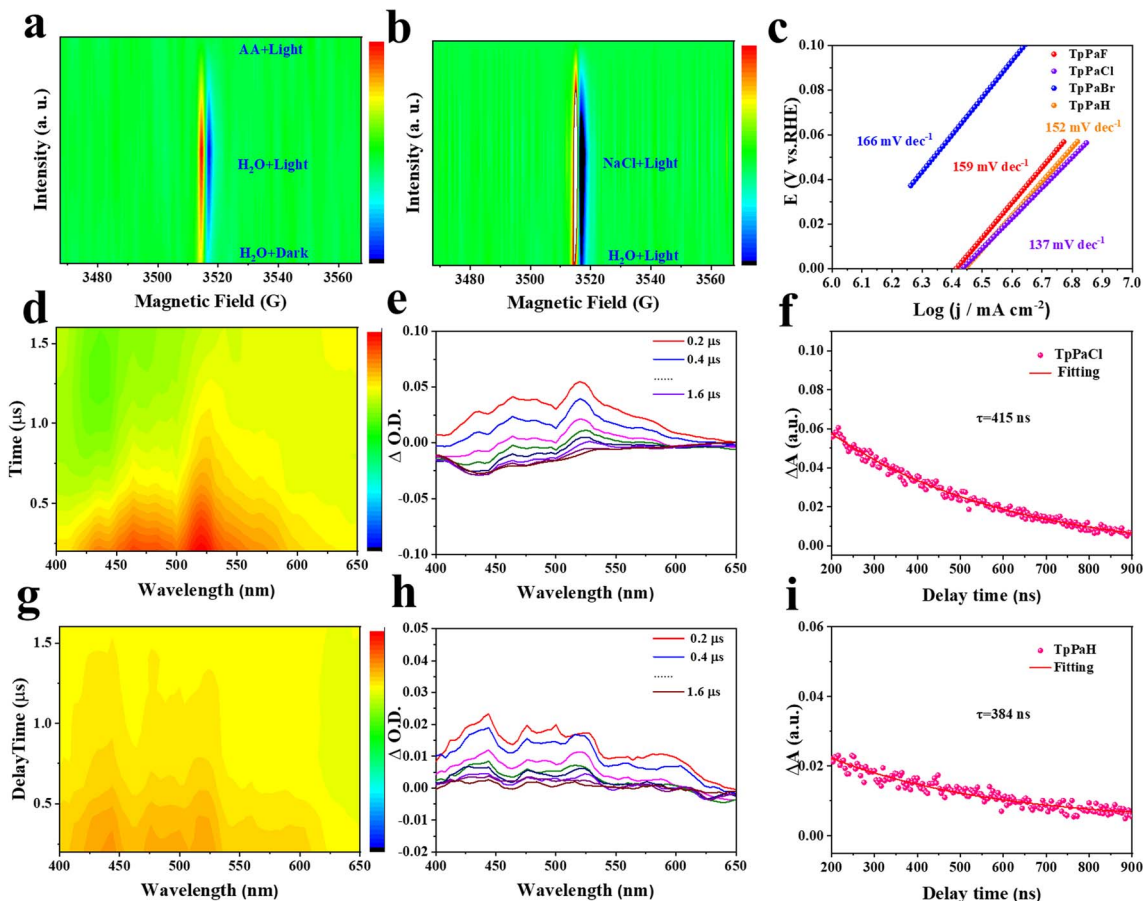 a
Intensity (a. u.)
AA+Light
H₂O+Light
H₂O+Dark
3480 3500 3520 3540 3560
Magnetic Field (G)
b
Intensity (a. u.)
NaCl+Light
H₂O+Light
3480 3500 3520 3540 3560
Magnetic Field (G)
c
E (V vs.RHE)
0.10
0.08
0.06
0.04
0.02
0.00
TpPaF
TpPaCl
TpPaBr
TpPaH
152 mV dec⁻¹
166 mV dec⁻¹
159 mV dec⁻¹
137 mV dec⁻¹
6.0 6.1 6.2 6.3 6.4 6.5 6.6 6.7 6.8 6.9 7.0
Log (j / mA cm⁻²)
d
Time (μs)
1.5
1.0
0.5
400 450 500 550 600 650
Wavelength (nm)
e
Δ O.D.
0.10
0.05
0.00
-0.05
-0.10
0.2 μs
0.4 μs
......
1.6 μs
400 450 500 550 600 650
Wavelength (nm)
f
ΔA (a.u.)
0.10
0.08
0.06
0.04
0.02
0.00
TpPaCl
Fitting
τ=415 ns
200 300 400 500 600 700 800 900
Delay time (ns)
g
DelayTime (μs)
1.5
1.0
0.5
400 450 500 550 600 650
Wavelength (nm)
h
Δ O.D.
0.05
0.04
0.03
0.02
0.01
0.00
-0.01
-0.02
0.2 μs
0.4 μs
......
1.6 μs
400 450 500 550 600 650
Wavelength (nm)
i
ΔA (a.u.)
0.06
0.04
0.02
0.00
TpPaH
Fitting
τ=384 ns
200 300 400 500 600 700 800 900
Delay time (ns)